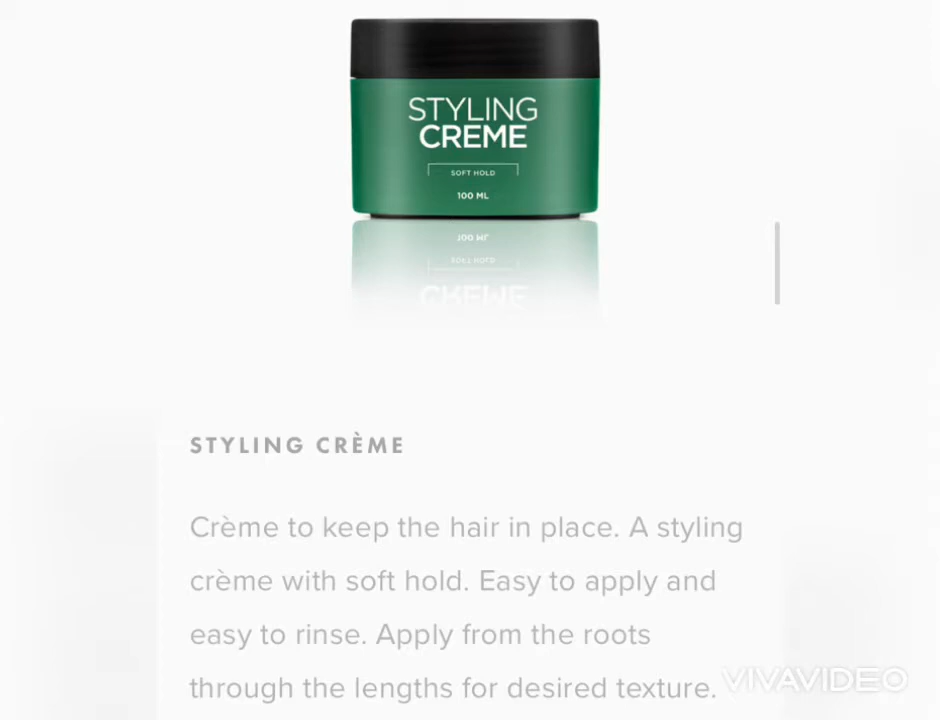 STYLING
CREME
SOFT HOLD
100 ML
STYLING CRÈME
Crème to keep the hair in place. A styling
crème with soft hold. Easy to apply and
easy to rinse. Apply from the roots
through the lengths for desired texture.
VIVAVIDEO